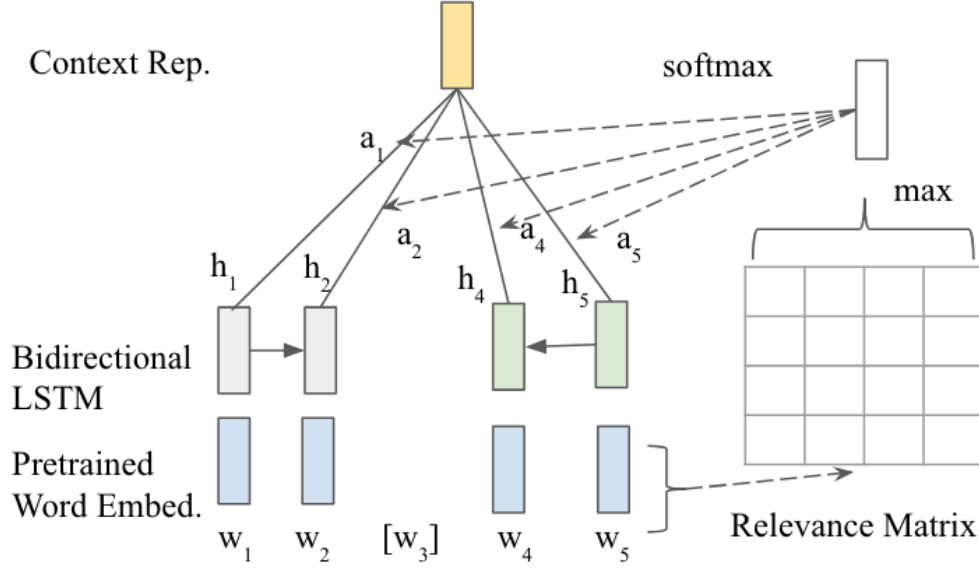 Context Rep.
softmax
a₁
max
a₂
a₄
a₅
h₁
h₂
h₄
h₅
Bidirectional
LSTM
Pretrained
Word Embed.
Relevance Matrix
w₁
w₂
[w₃]
w₄
w₅